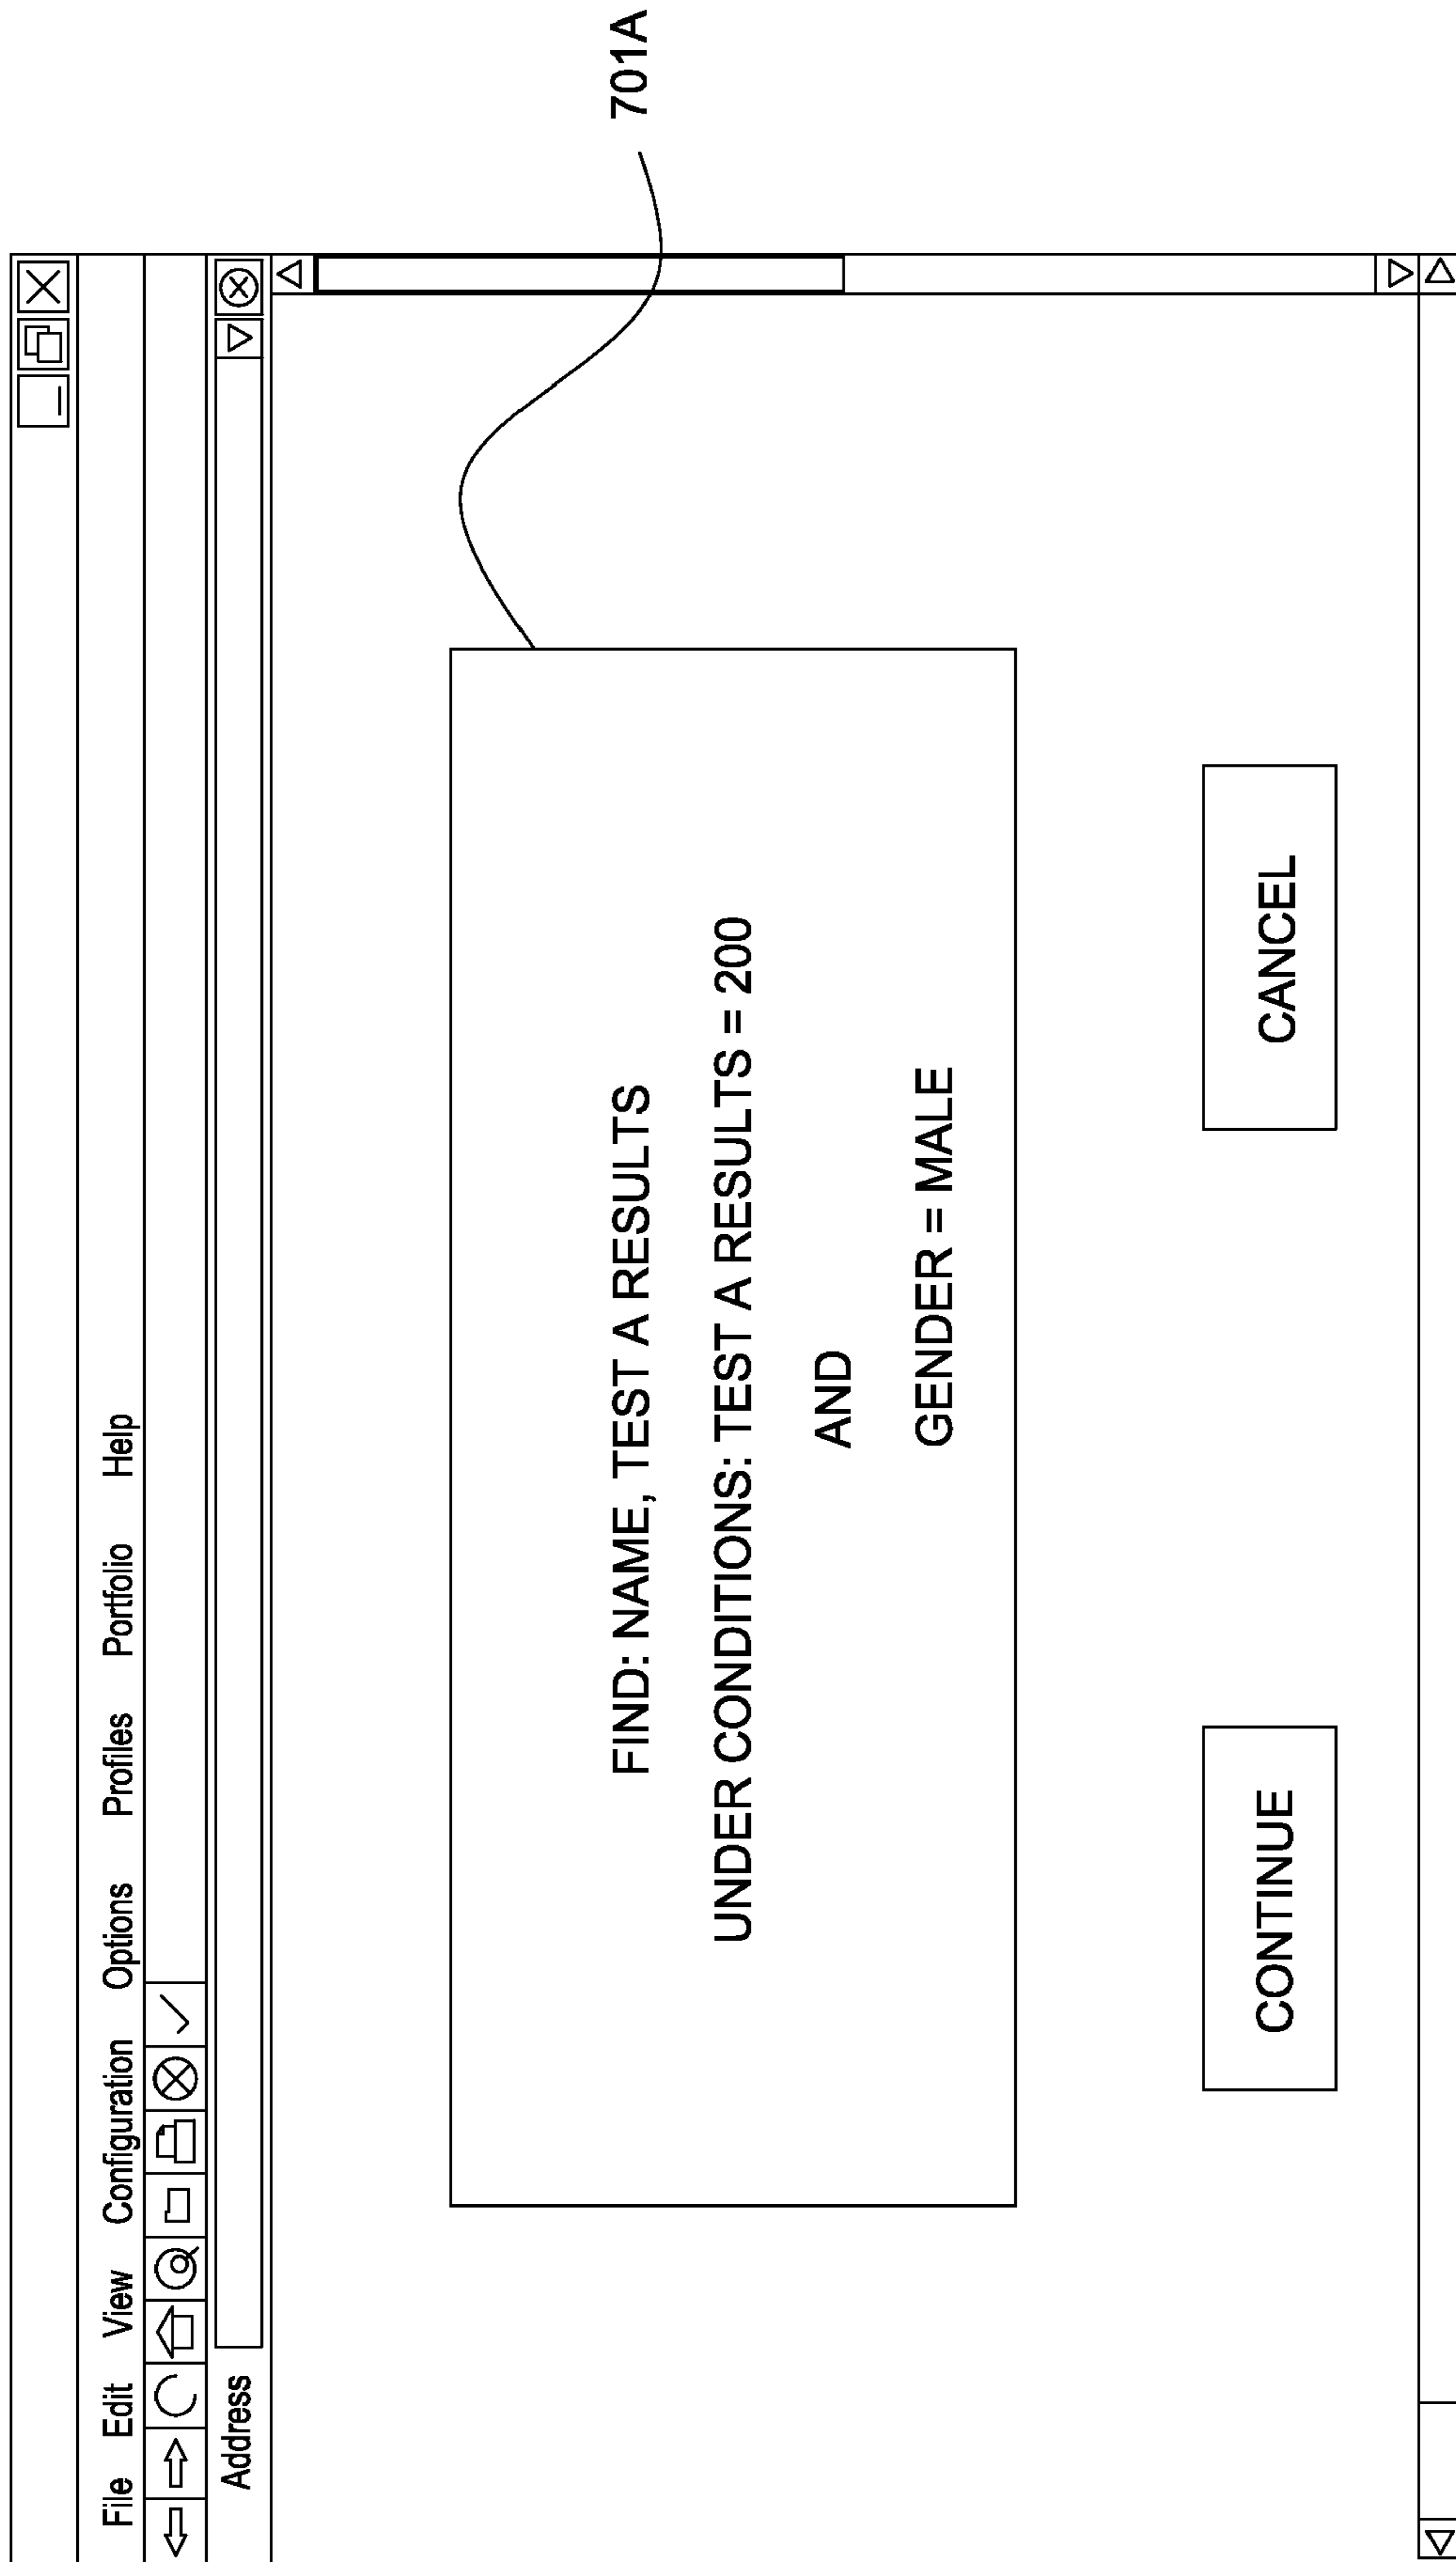 File Edit View Configuration Options Profiles Portfolio Help
Address
701A
FIND: NAME, TEST A RESULTS
UNDER CONDITIONS: TEST A RESULTS = 200
AND
GENDER = MALE
CONTINUE
CANCEL